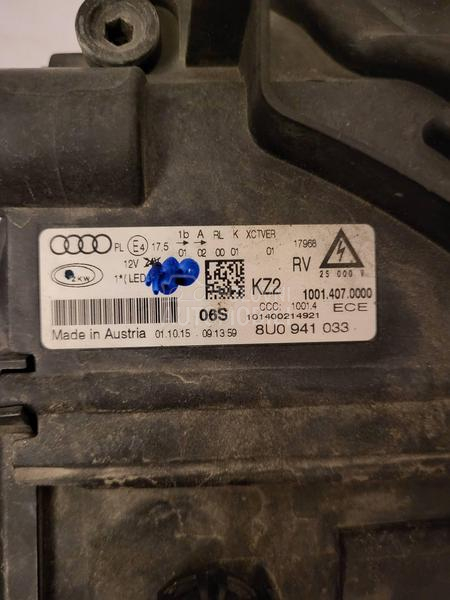 1b A RL K XCTVER
PL E4 17.5 01 02 00 01 01 17968
12V
ZKW 1*(LED RV 25 000 V
KZ2 1001.407.0000
06S CCC: 1001.4 ECE
101400214921
Made in Austria 01.10.15 09:13:59 8U0 941 033